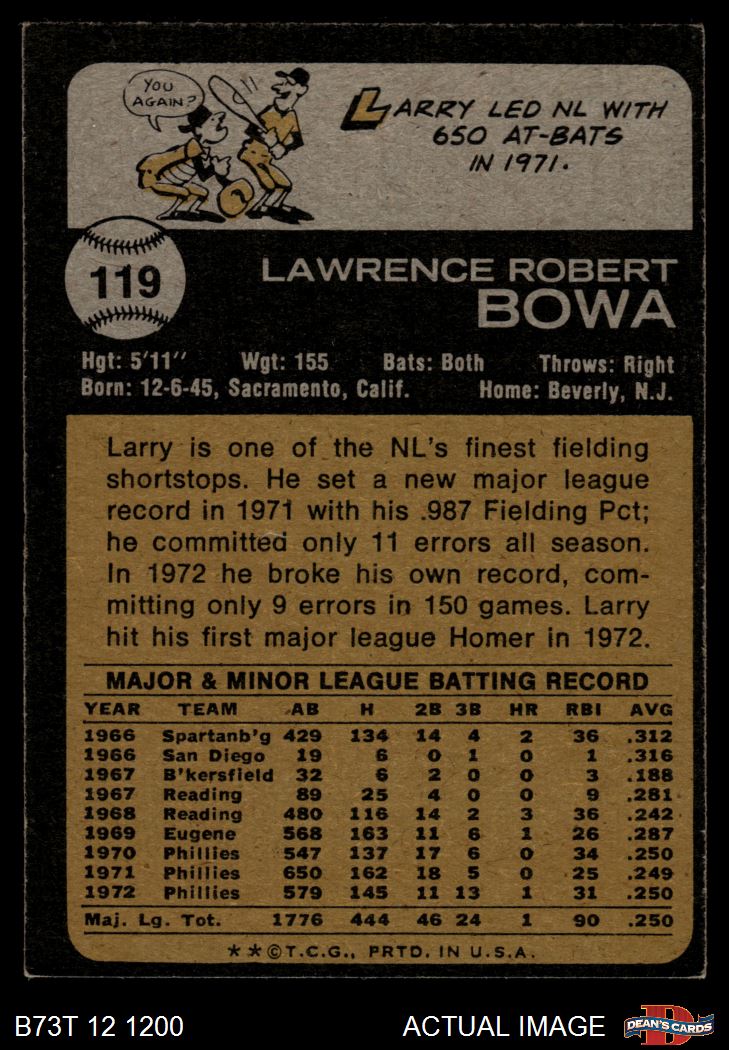 YOU
AGAIN?
LARRY LED NL WITH
650 AT-BATS
IN 1971.
119
LAWRENCE ROBERT
BOWA
Hgt: 5'11" Wgt: 155 Bats: Both Throws: Right
Born: 12-6-45, Sacramento, Calif. Home: Beverly, N.J.
Larry is one of the NL's finest fielding
shortstops. He set a new major league
record in 1971 with his .987 Fielding Pct;
he committed only 11 errors all season.
In 1972 he broke his own record, com-
mitting only 9 errors in 150 games. Larry
hit his first major league Homer in 1972.
MAJOR & MINOR LEAGUE BATTING RECORD
YEAR TEAM AB H 2B 3B HR RBI AVG
1966 Spartanb'g 429 134 14 4 2 36 .312
1966 San Diego 19 6 0 1 0 1 .316
1967 B'kersfield 32 6 2 0 0 3 .188
1967 Reading 89 25 4 0 0 9 .281
1968 Reading 480 116 14 2 3 36 .242
1969 Eugene 568 163 11 6 1 26 .287
1970 Phillies 547 137 17 6 0 34 .250
1971 Phillies 650 162 18 5 0 25 .249
1972 Phillies 579 145 11 13 1 31 .250
Maj. Lg. Tot. 1776 444 46 24 1 90 .250
**©T.C.G., PRTD. IN U.S.A.
B73T 12 1200 ACTUAL IMAGE
D
DEAN'S CARDS